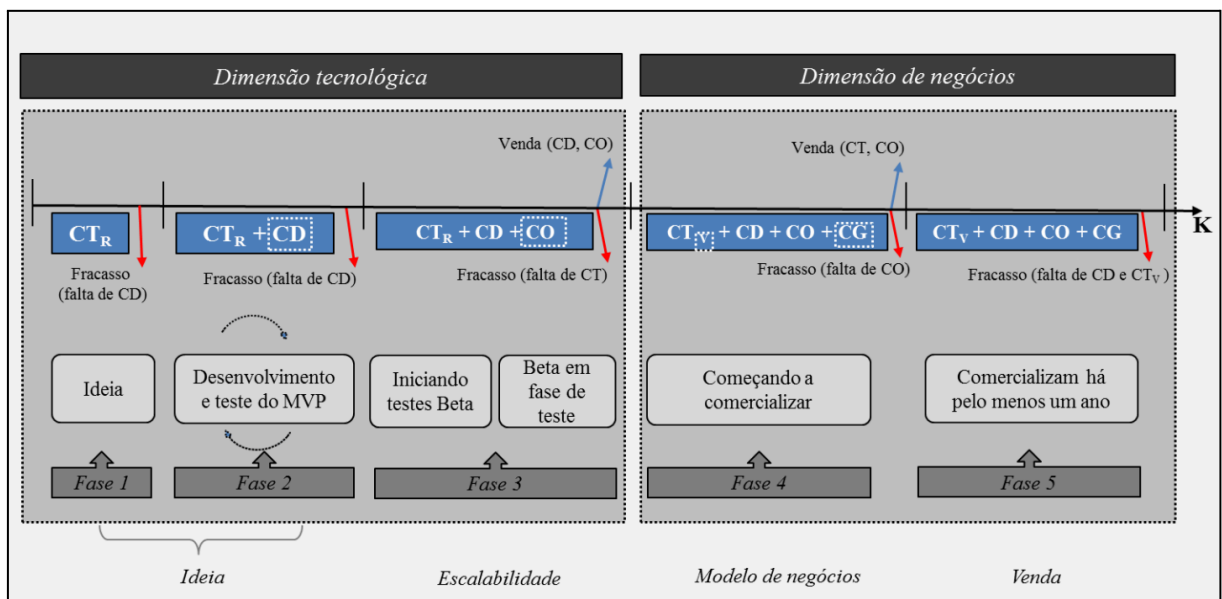 Dimensão tecnológica
Dimensão de negócios
Venda (CD, CO)
Venda (CT, CO)
K
CT_R
CT_R + CD
CT_R + CD + CO
CT_V + CD + CO + CG
CT_V + CD + CO + CG
Fracasso
(falta de CD)
Fracasso (falta de CD)
Fracasso (falta de CT)
Fracasso (falta de CO)
Fracasso (falta de CD e CT_V )
Ideia
Desenvolvimento
e teste do MVP
Iniciando
testes Beta
Beta em
fase de
teste
Começando a
comercializar
Comercializam há
pelo menos um ano
Fase 1
Fase 2
Fase 3
Fase 4
Fase 5
Ideia
Escalabilidade
Modelo de negócios
Venda